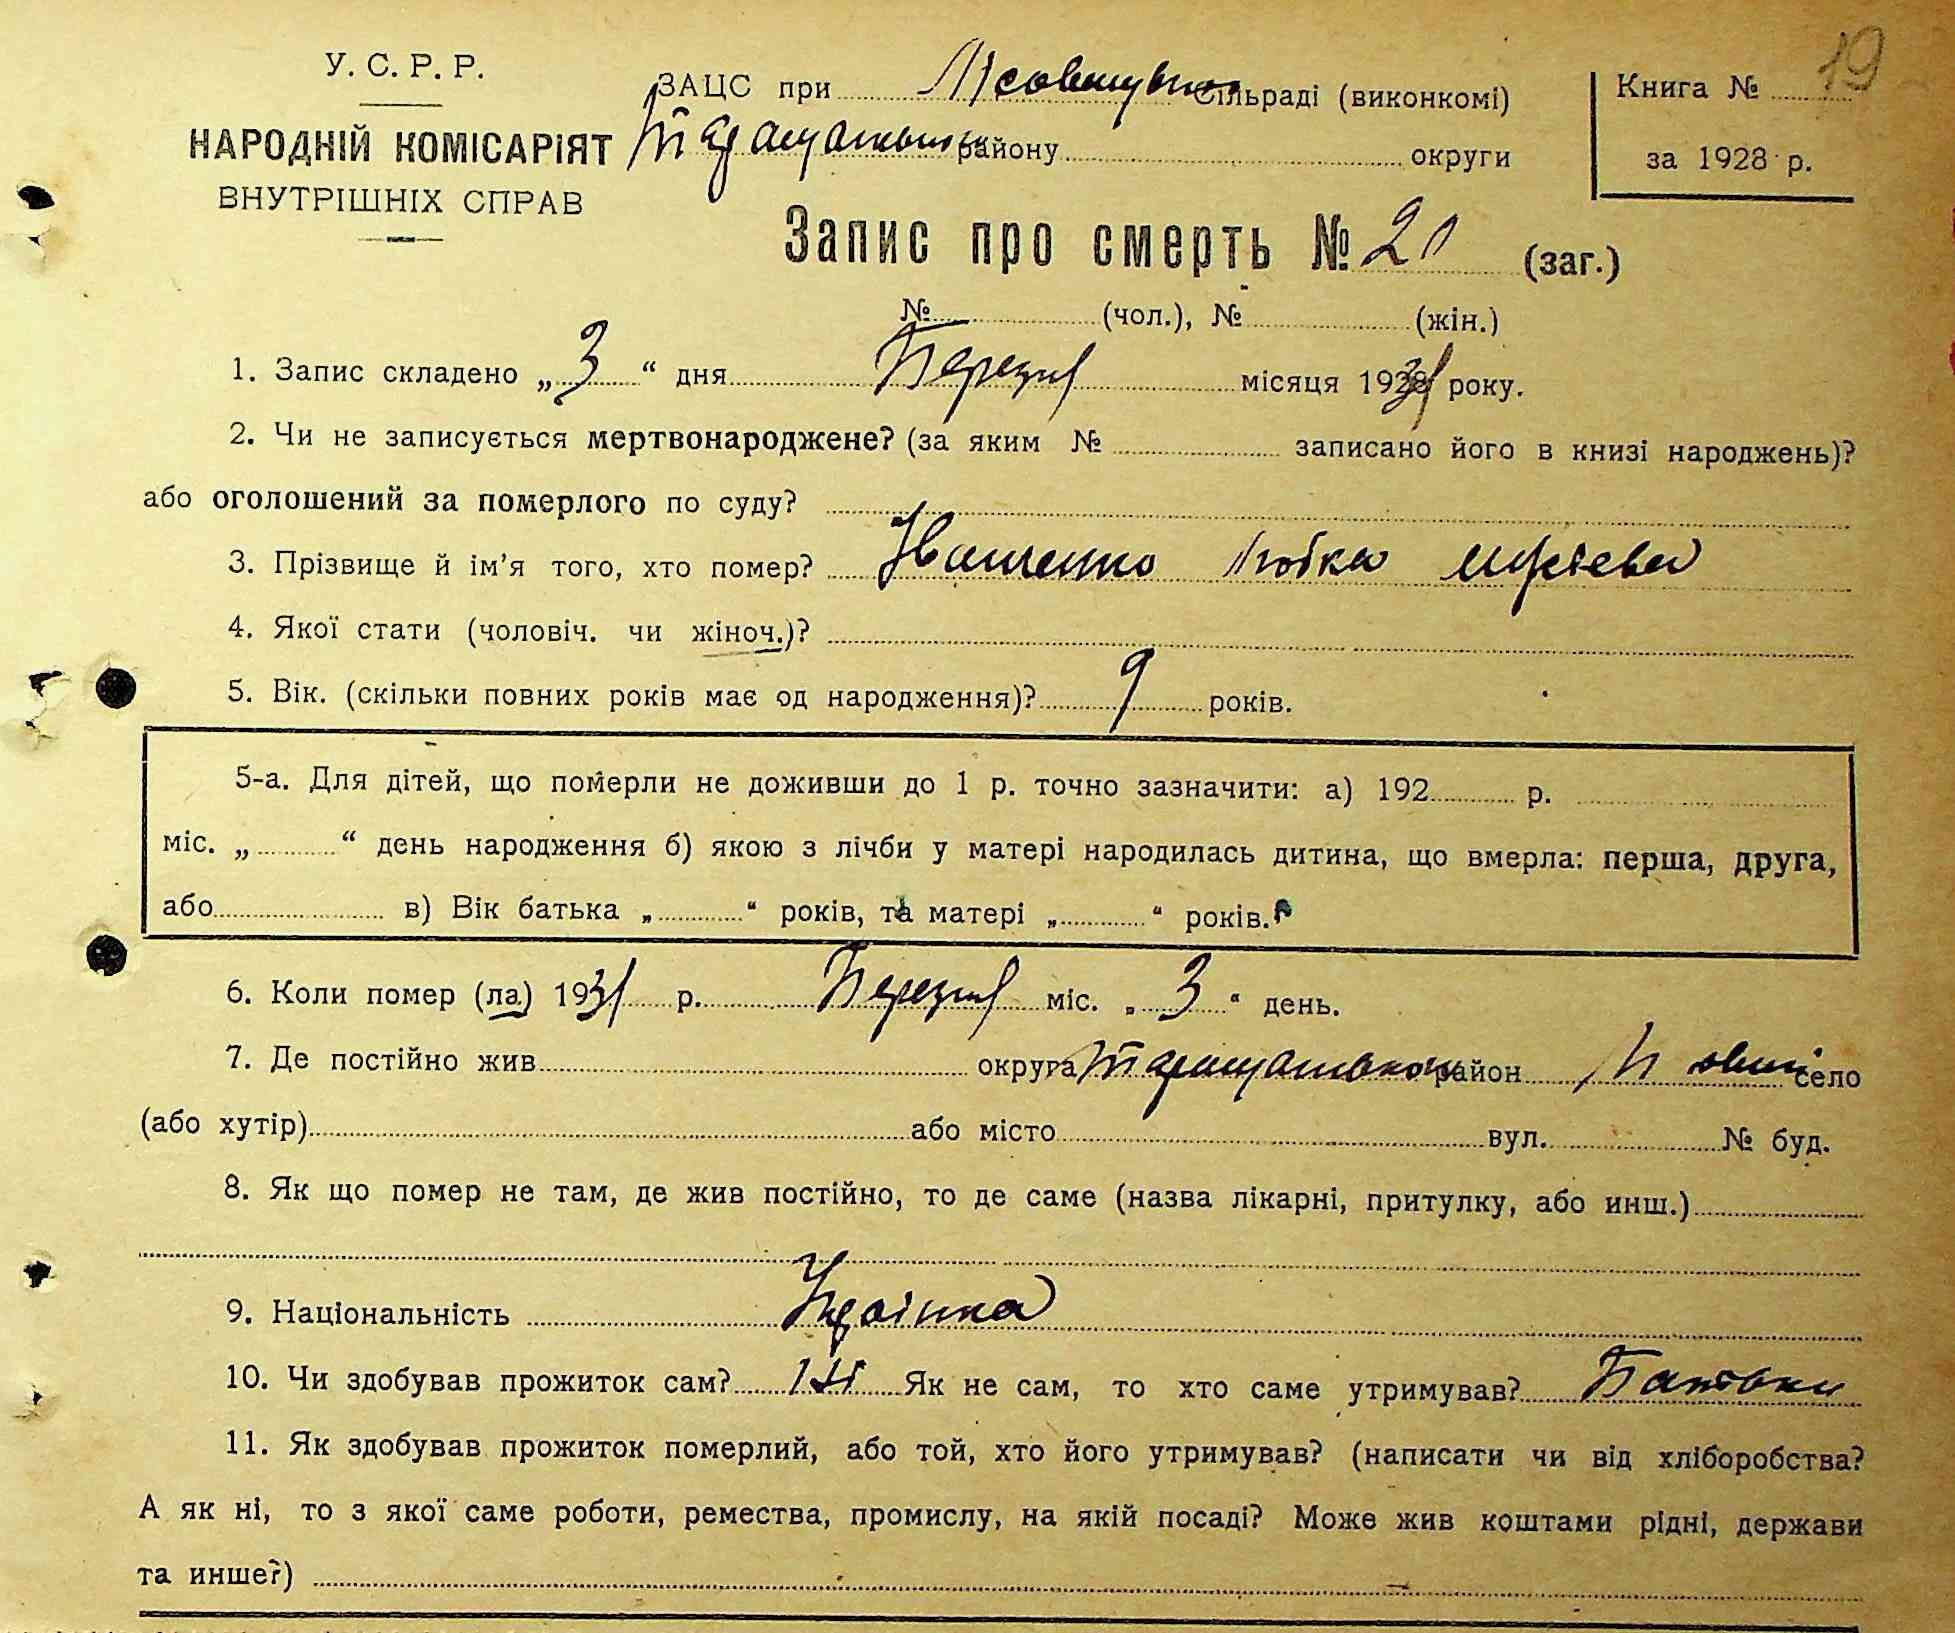 19
У. С. Р. Р.
НАРОДНІЙ КОМІСАРІЯТ
ВНУТРІШНІХ СПРАВ
ЗАЦС при Сільраді (виконкомі)
району округи
Книга №
за 1928 р.
Запис про смерть № 21 (заг.)
№ (чол.), № (жін.)
1. Запис складено „ 3 “ дня Березня місяця 1931 року.
2. Чи не записується мертвонароджене? (за яким № записано його в книзі народжень)?
або оголошений за померлого по суду?
3. Прізвище й ім’я того, хто помер? Іващенко Любка
4. Якої стати (чоловіч. чи жіноч.)?
5. Вік. (скільки повних років має од народження)? 9 років.
5-а. Для дітей, що померли не доживши до 1 р. точно зазначити: а) 192 р.
міс. „ “ день народження б) якою з лічби у матері народилась дитина, що вмерла: перша, друга,
або в) Вік батька „ “ років, та матері „ “ років.
6. Коли помер (ла) 1931 р. Березня міс. „ 3 “ день.
7. Де постійно жив округа район село
(або хутір) або місто вул. № буд.
8. Як що помер не там, де жив постійно, то де саме (назва лікарні, притулку, або инш.)
9. Національність Українка
10. Чи здобував прожиток сам? Ні Як не сам, то хто саме утримував? Батьки
11. Як здобував прожиток померлий, або той, хто його утримував? (написати чи від хліборобства?
А як ні, то з якої саме роботи, ремества, промислу, на якій посаді? Може жив коштами рідні, держави
та инше?)